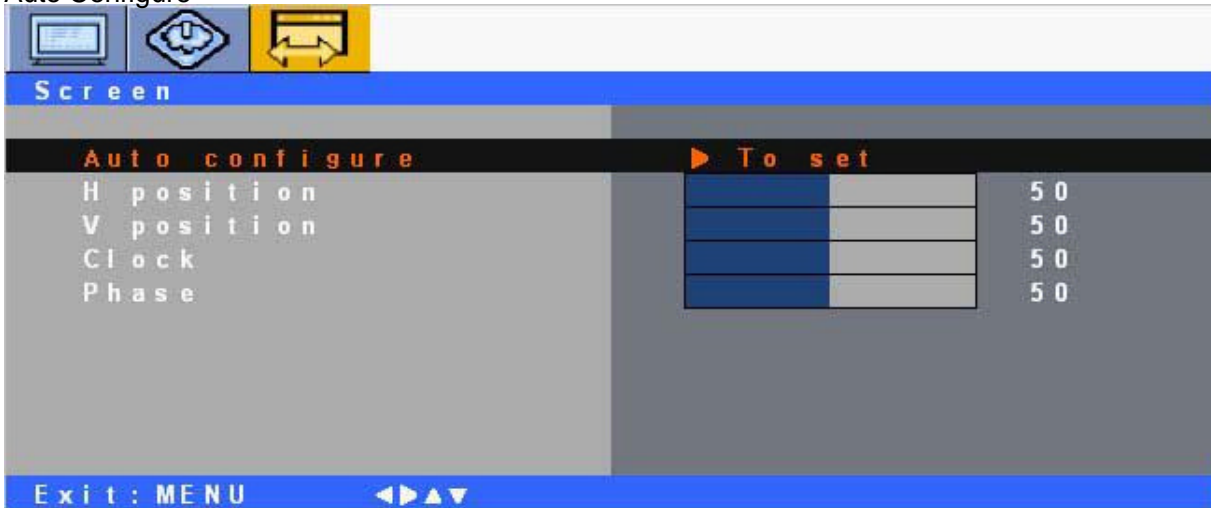 Auto Configure
Screen
Auto configure ▶ To set
H position 50
V position 50
Clock 50
Phase 50
Exit: MENU ◀▶▲▼